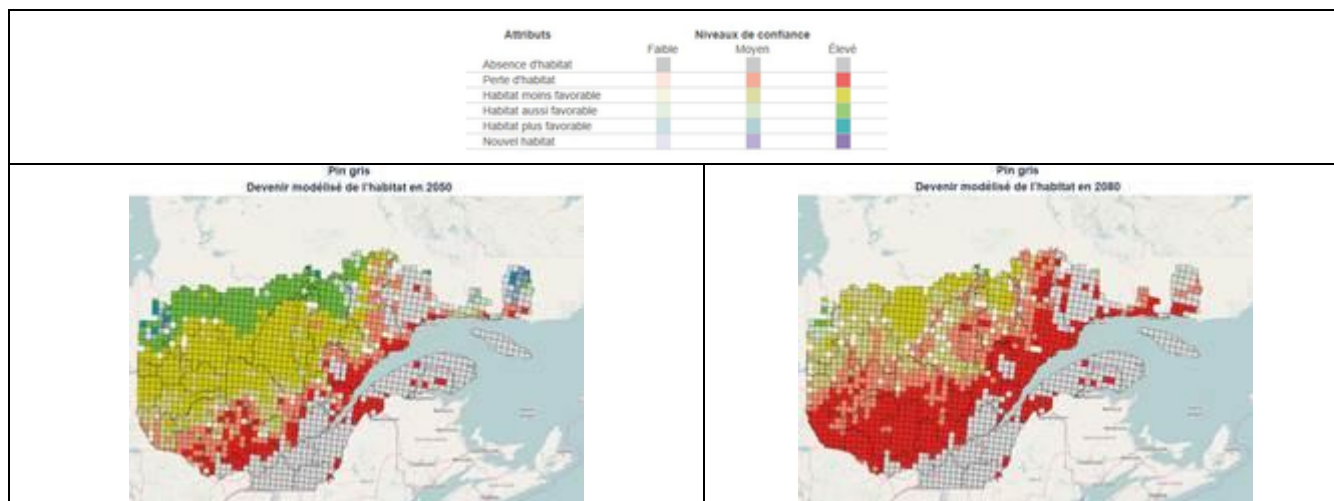 Attributs Niveaux de confiance
Faible Moyen Élevé
Absence d'habitat
Perte d'habitat
Habitat moins favorable
Habitat aussi favorable
Habitat plus favorable
Nouvel habitat
Pin gris
Devenir modélisé de l'habitat en 2050
Pin gris
Devenir modélisé de l'habitat en 2080